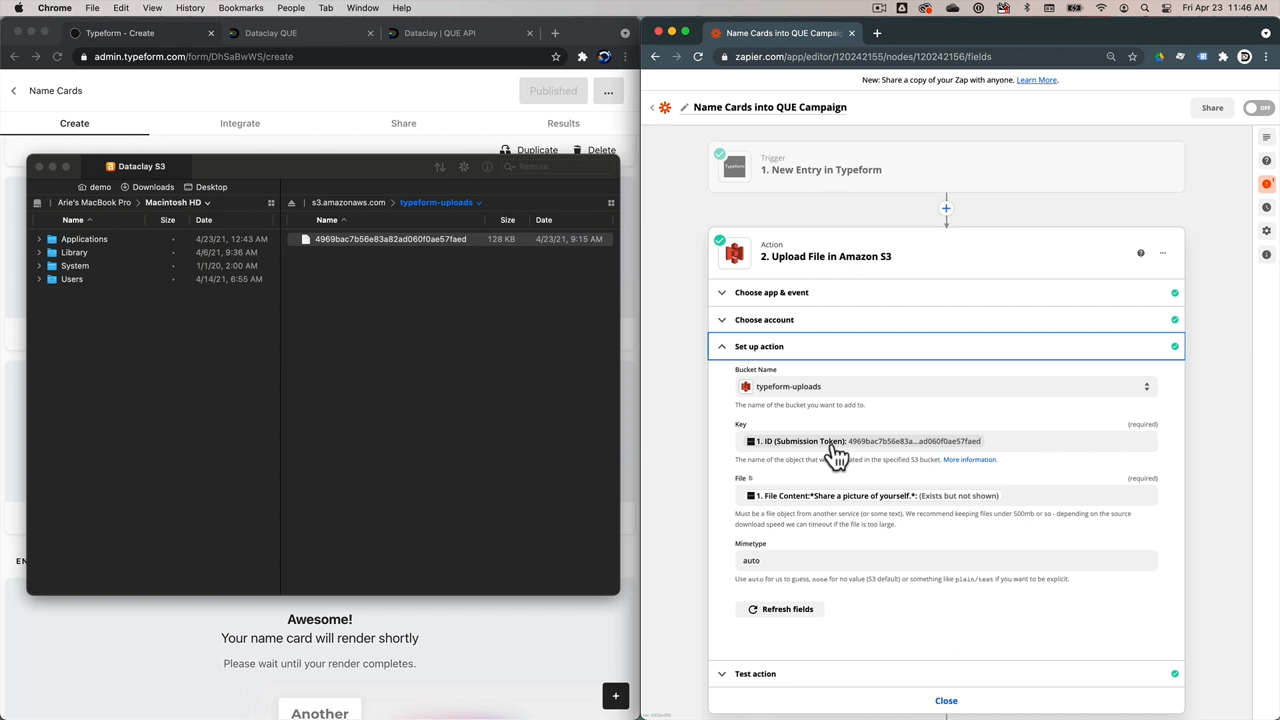 Chrome File Edit View History Bookmarks People Tab Window Help
Fri Apr 23 11:46 AM
Typeform - Create
Dataclay QUE
Dataclay | QUE API
admin.typeform.com/form/DhSaBwWS/create
Name Cards
Published
...
Create
Integrate
Share
Results
Duplicate
Delete
Dataclay S3
Remote
demo Downloads Desktop
Arie's MacBook Pro > Macintosh HD
Name Size Date
Applications 4/23/21, 12:43 AM
Library 4/6/21, 9:36 AM
System 1/1/20, 2:00 AM
Users 4/14/21, 6:55 AM
s3.amazonaws.com > typeform-uploads
Name Size Date
4969bac7b56e83a82ad060f0ae57faed 128 KB 4/23/21, 9:15 AM
Awesome!
Your name card will render shortly
Please wait until your render completes.
Another
+
Name Cards into QUE Campai
zapier.com/app/editor/120242155/nodes/120242156/fields
New: Share a copy of your Zap with anyone. Learn More.
Name Cards into QUE Campaign
Share
OFF
Typeform
Trigger
1. New Entry in Typeform
Action
2. Upload File in Amazon S3
Choose app & event
Choose account
Set up action
Bucket Name
typeform-uploads
The name of the bucket you want to add to.
Key (required)
1. ID (Submission Token): 4969bac7b56e83a...ad060f0ae57faed
The name of the object that ated in the specified S3 bucket. More information.
File (required)
1. File Content:*Share a picture of yourself.*: (Exists but not shown)
Must be a file object from another service (or some text). We recommend keeping files under 500mb or so - depending on the source
download speed we can timeout if the file is too large.
Mimetype
auto
Use auto for us to guess, none for no value (S3 default) or something like plain/text if you want to be explicit.
Refresh fields
Test action
Close